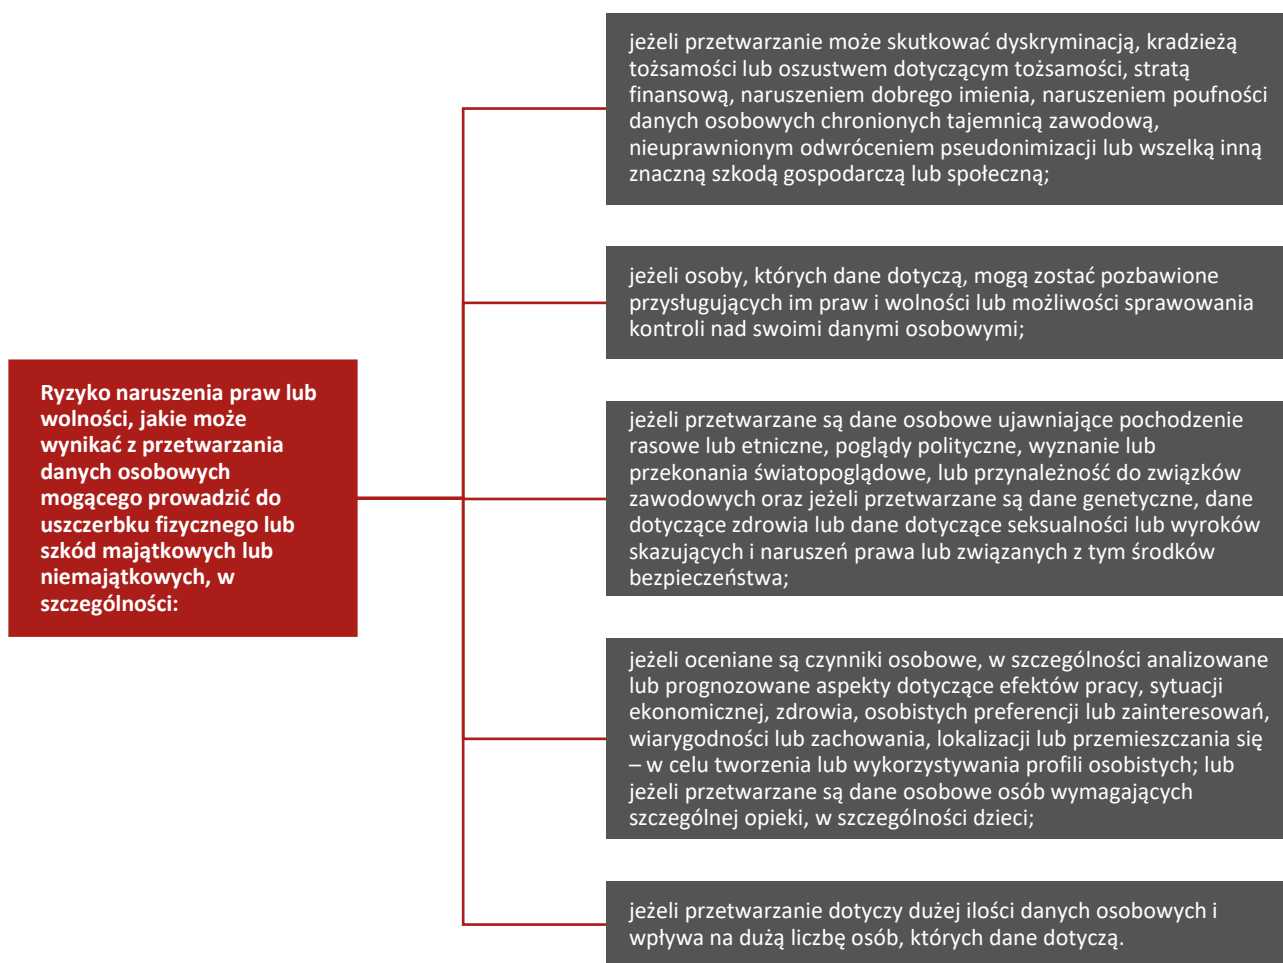 Ryzyko naruszenia praw lub
wolności, jakie może
wynikać z przetwarzania
danych osobowych
mogącego prowadzić do
uszczerbku fizycznego lub
szkód majątkowych lub
niemajątkowych, w
szczególności:
jeżeli przetwarzanie może skutkować dyskryminacją, kradzieżą
tożsamości lub oszustwem dotyczącym tożsamości, stratą
finansową, naruszeniem dobrego imienia, naruszeniem poufności
danych osobowych chronionych tajemnicą zawodową,
nieuprawnionym odwróceniem pseudonimizacji lub wszelką inną
znaczną szkodą gospodarczą lub społeczną;
jeżeli osoby, których dane dotyczą, mogą zostać pozbawione
przysługujących im praw i wolności lub możliwości sprawowania
kontroli nad swoimi danymi osobowymi;
jeżeli przetwarzane są dane osobowe ujawniające pochodzenie
rasowe lub etniczne, poglądy polityczne, wyznanie lub
przekonania światopoglądowe, lub przynależność do związków
zawodowych oraz jeżeli przetwarzane są dane genetyczne, dane
dotyczące zdrowia lub dane dotyczące seksualności lub wyroków
skazujących i naruszeń prawa lub związanych z tym środków
bezpieczeństwa;
jeżeli oceniane są czynniki osobowe, w szczególności analizowane
lub prognozowane aspekty dotyczące efektów pracy, sytuacji
ekonomicznej, zdrowia, osobistych preferencji lub zainteresowań,
wiarygodności lub zachowania, lokalizacji lub przemieszczania się
– w celu tworzenia lub wykorzystywania profili osobistych; lub
jeżeli przetwarzane są dane osobowe osób wymagających
szczególnej opieki, w szczególności dzieci;
jeżeli przetwarzanie dotyczy dużej ilości danych osobowych i
wpływa na dużą liczbę osób, których dane dotyczą.